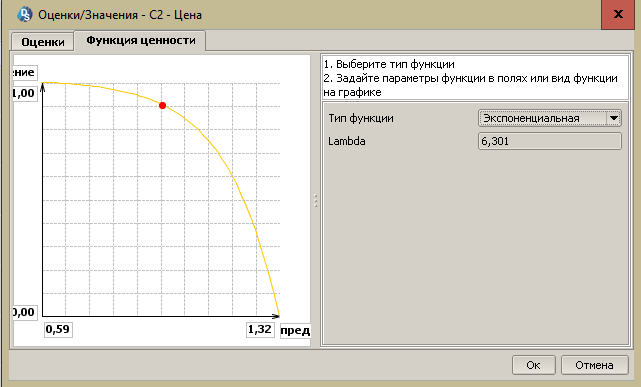 Оценки/Значения - C2 - Цена
Оценки
Функция ценности
ение
1,00
0,00
0,59
1,32
пред
1. Выберите тип функции
2. Задайте параметры функции в полях или вид функции
на графике
Тип функции
Экспоненциальная
Lambda
6,301
Ок
Отмена